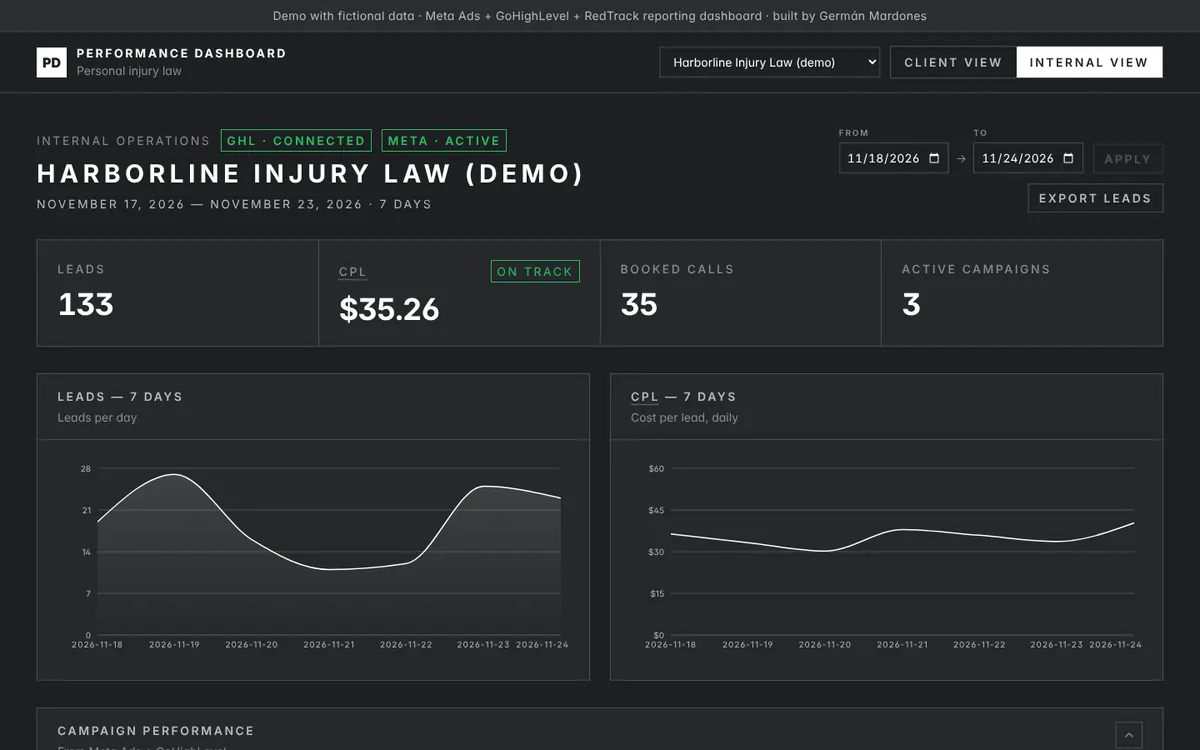 Demo with fictional data · Meta Ads + GoHighLevel + RedTrack reporting dashboard · built by Germán Mardones
PD
PERFORMANCE DASHBOARD
Personal injury law
Harborline Injury Law (demo)
CLIENT VIEW
INTERNAL VIEW
INTERNAL OPERATIONS
GHL · CONNECTED
META · ACTIVE
HARBORLINE INJURY LAW (DEMO)
NOVEMBER 17, 2026 — NOVEMBER 23, 2026 · 7 DAYS
FROM
11/18/2026
→
TO
11/24/2026
APPLY
EXPORT LEADS
LEADS
133
CPL
ON TRACK
$35.26
BOOKED CALLS
35
ACTIVE CAMPAIGNS
3
LEADS — 7 DAYS
Leads per day
28
21
14
7
0
2026-11-18 2026-11-19 2026-11-20 2026-11-21 2026-11-22 2026-11-23 2026-11-24
CPL — 7 DAYS
Cost per lead, daily
$60
$45
$30
$15
$0
2026-11-18 2026-11-19 2026-11-20 2026-11-21 2026-11-22 2026-11-23 2026-11-24
CAMPAIGN PERFORMANCE
From Meta Ads + GoHighLevel